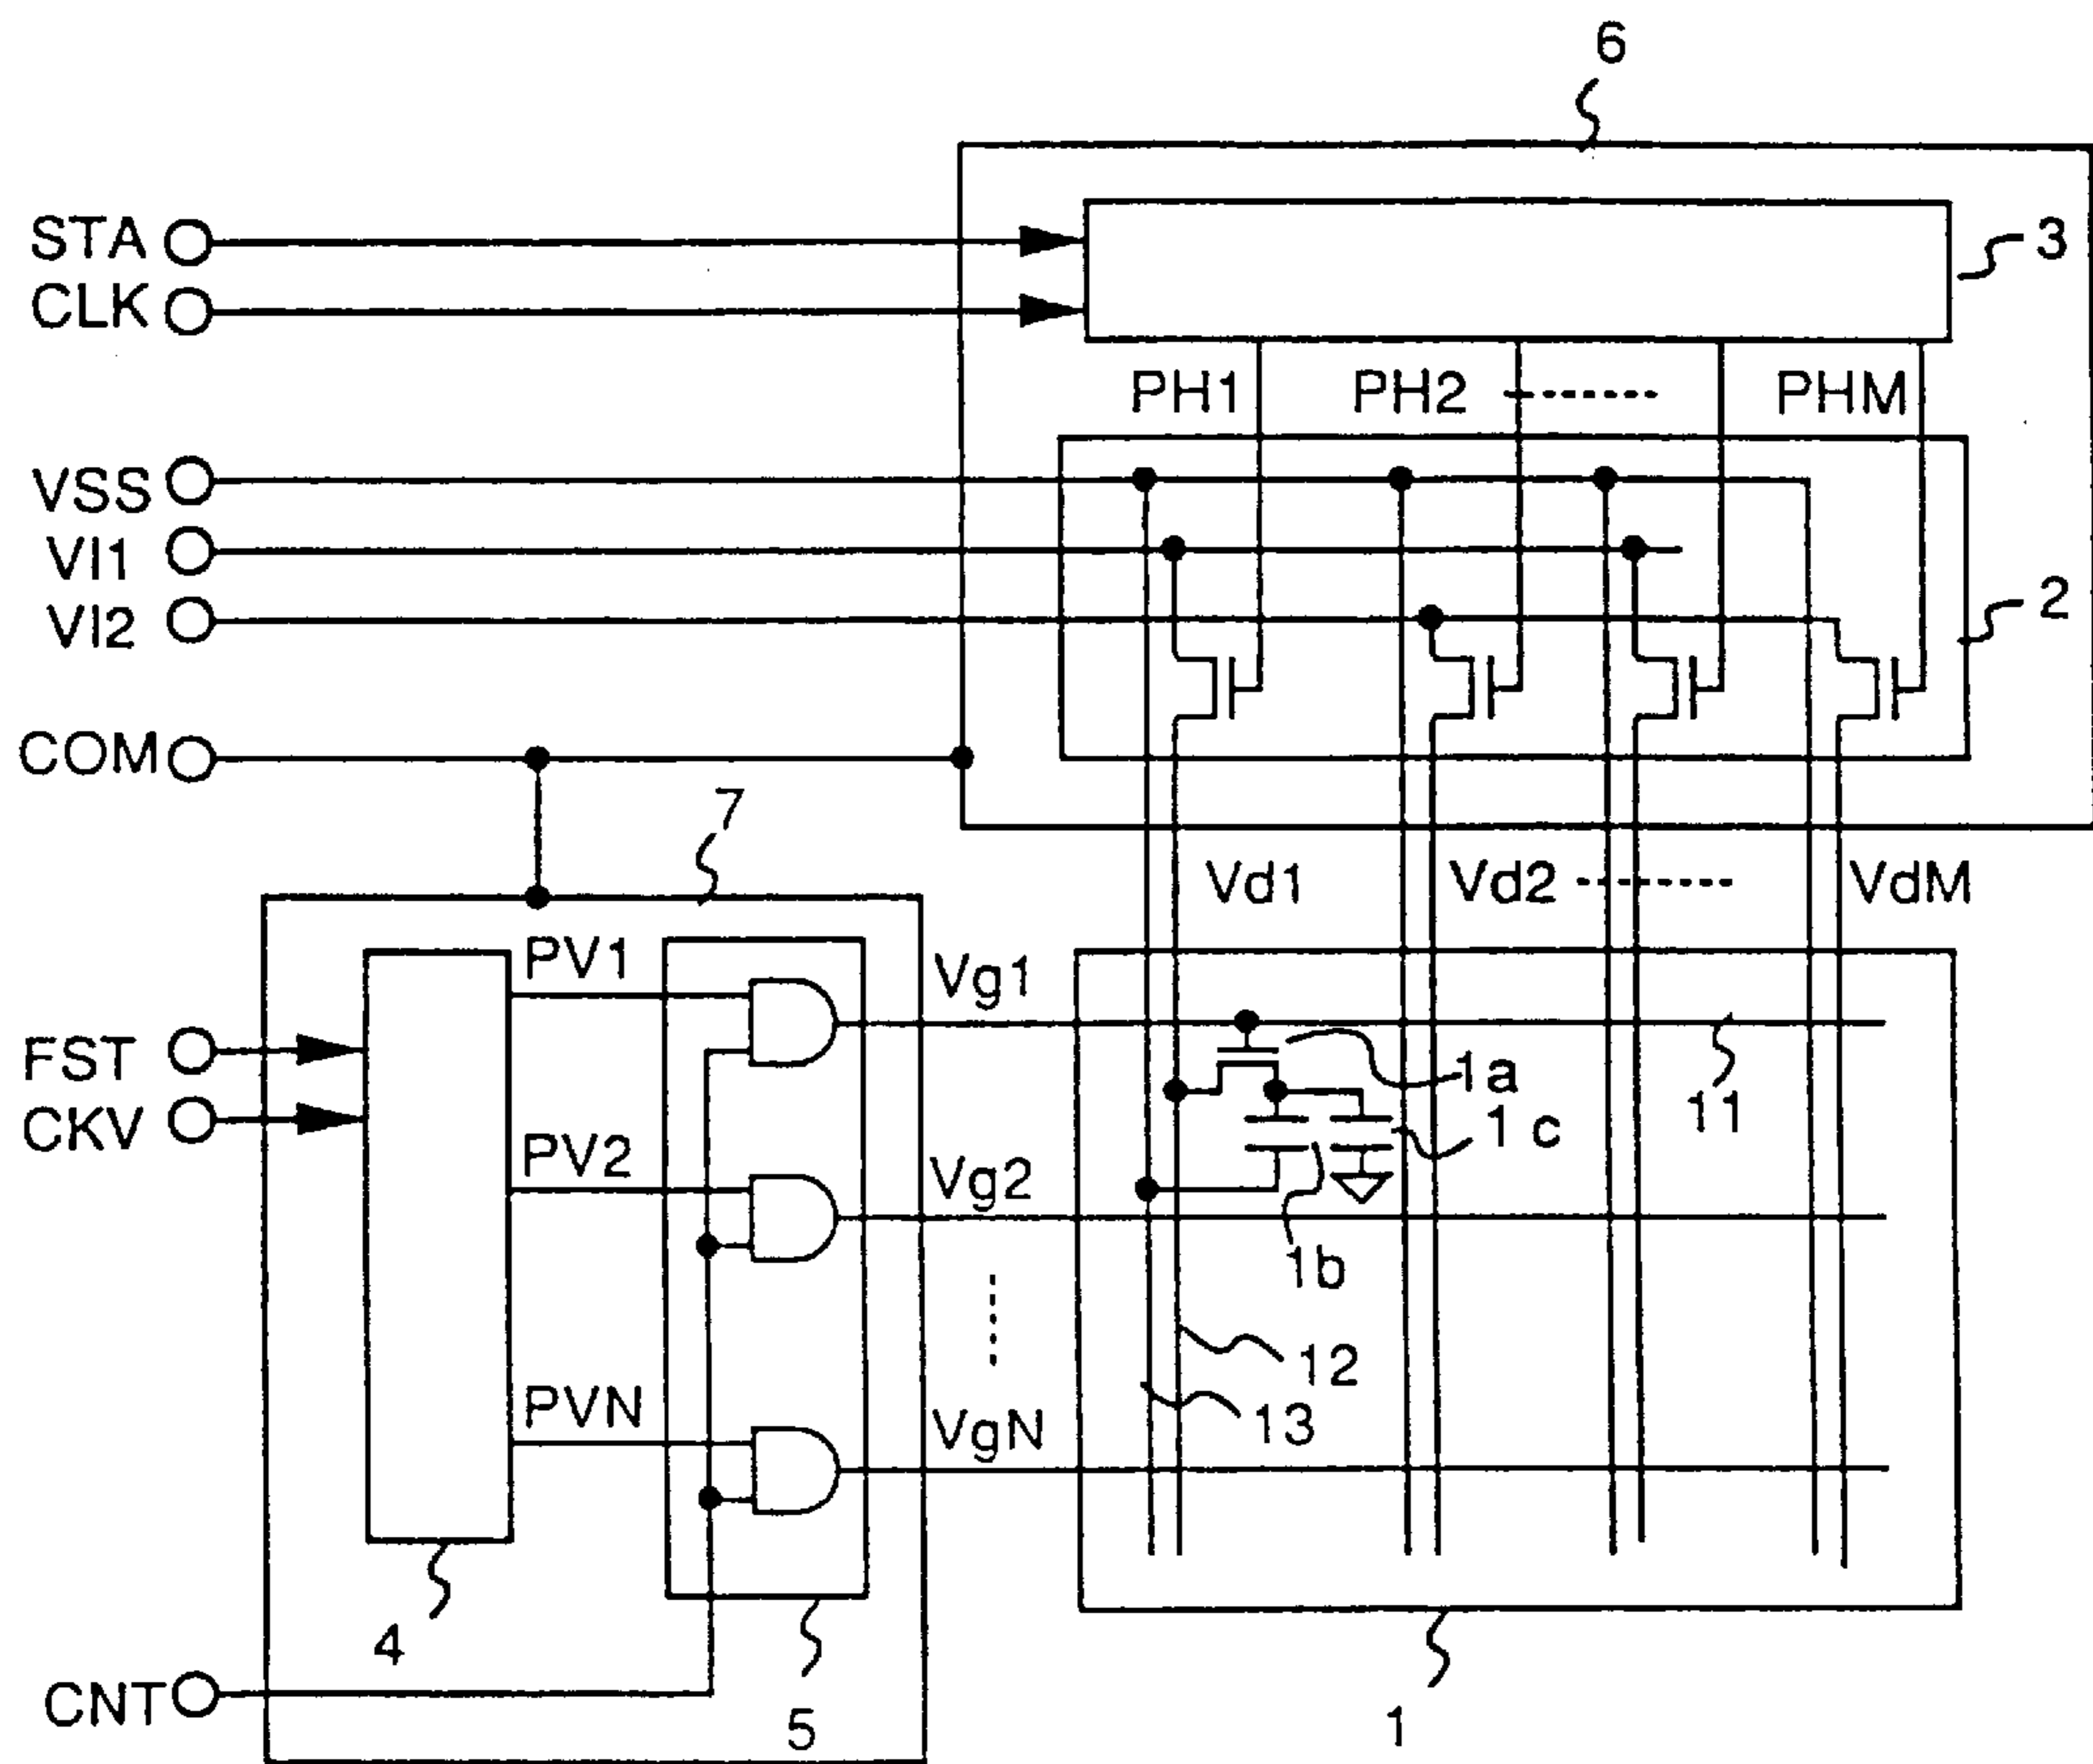 6
STA
3
CLK
PH1 PH2 PHM
VSS
VI1
VI2
2
COM
7
Vd1 Vd2 VdM
PV1
Vg1
FST
1a
11
1c
CKV
PV2
Vg2
1b
12
PVN
VgN
13
4
CNT
5
1